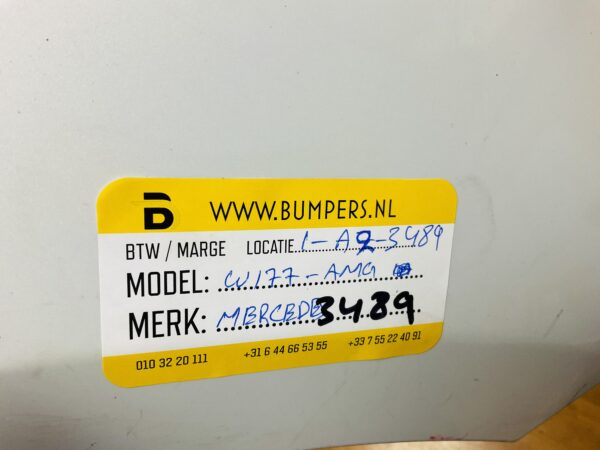 WWW.BUMPERS.NL
BTW / MARGE LOCATIE 1-A2-3489
MODEL: W177-AMG
MERK: MERCEDE 3489
010 32 20 111 +31 6 44 66 53 55 +33 7 55 22 40 91